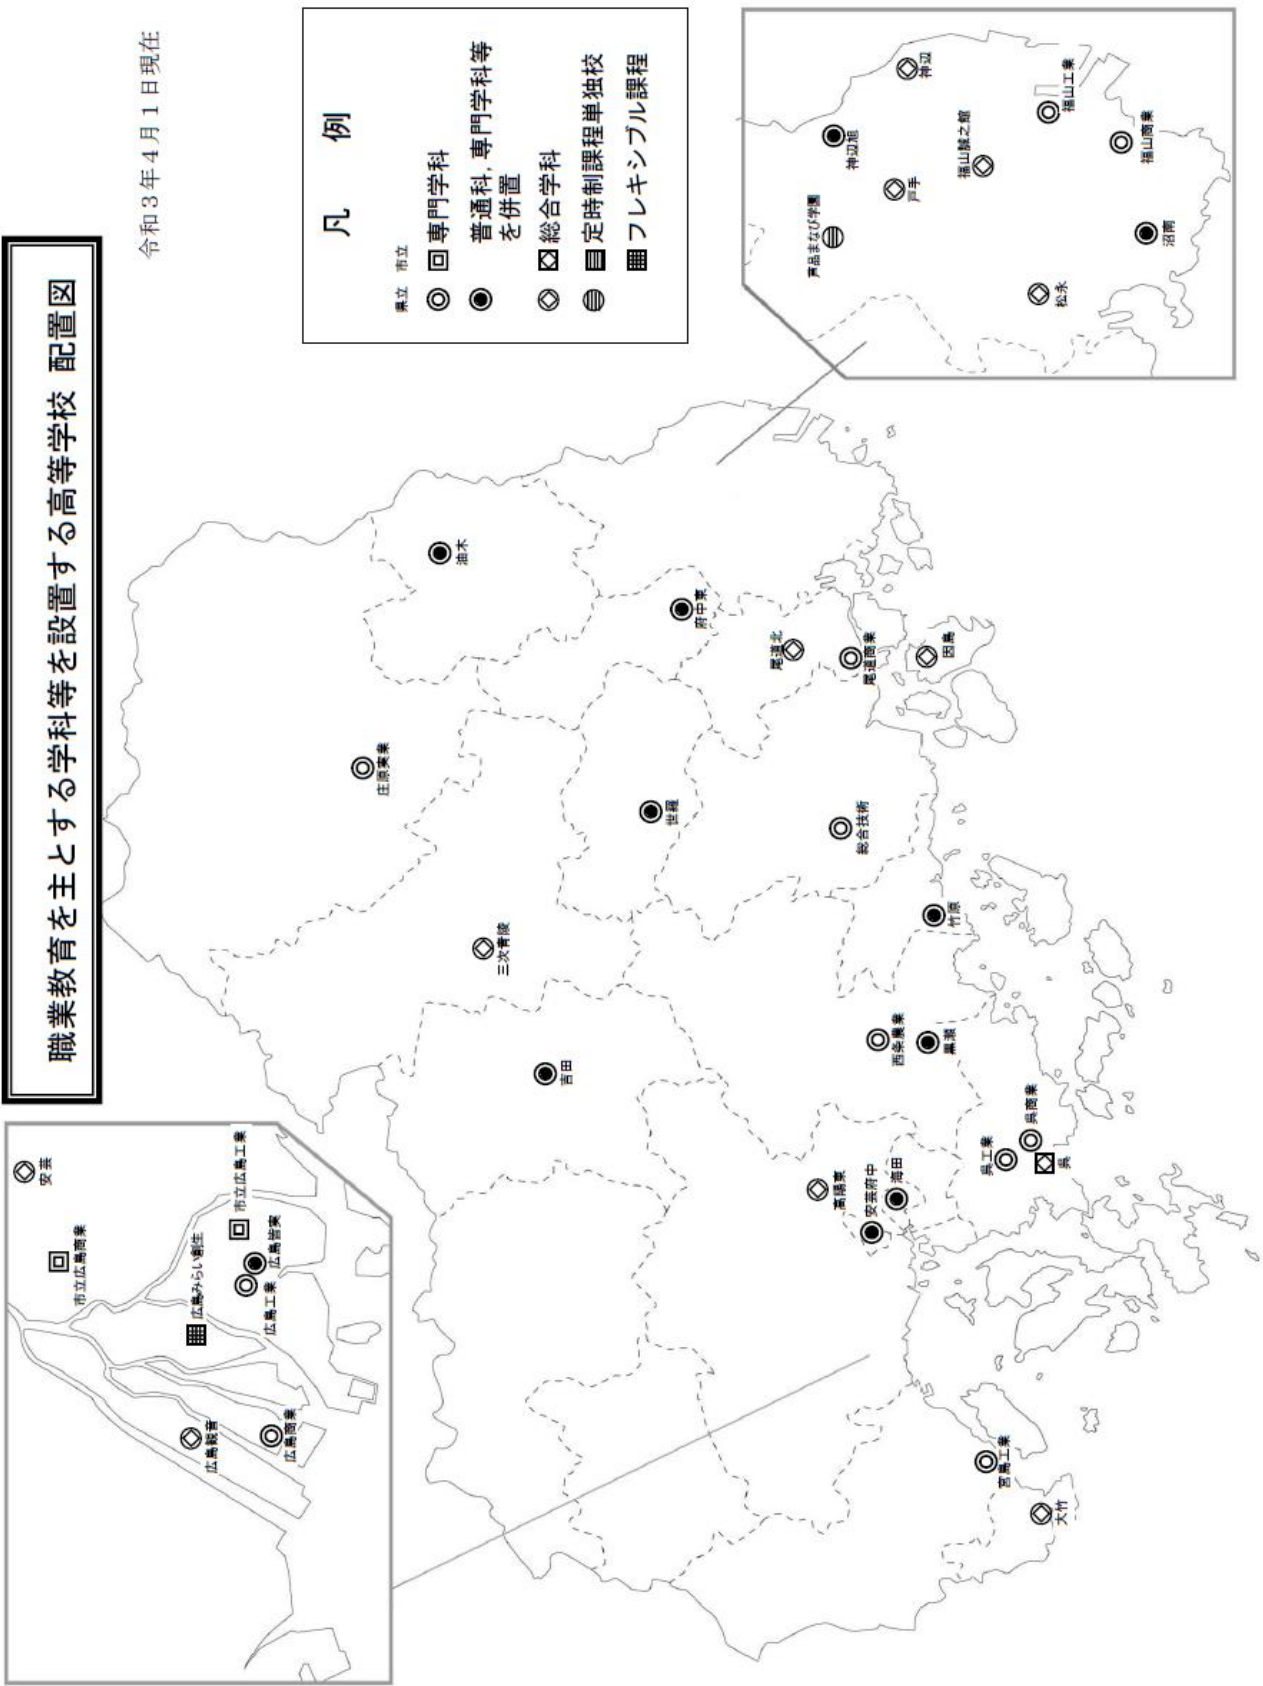 職業教育を主とする学科等を設置する高等学校 配置図
令和３年４月１日現在
凡　例
県立 市立
専門学科
普通科，専門学科等
を併置
総合学科
定時制課程単独校
フレキシブル課程
安芸
市立広島商業
市立広島工業
広島みらい創生
広島皆実
広島工業
広島観音
広島商業
油木
庄原実業
府中東
世羅
尾道北
尾道商業
因島
総合技術
竹原
三次青陵
吉田
西条農業
黒瀬
高陽東
安芸府中
海田
呉工業
呉商業
呉
宮島工業
大竹
神辺
神辺旭
戸手
芦品まなび学園
福山誠之館
福山工業
福山商業
沼南
松永